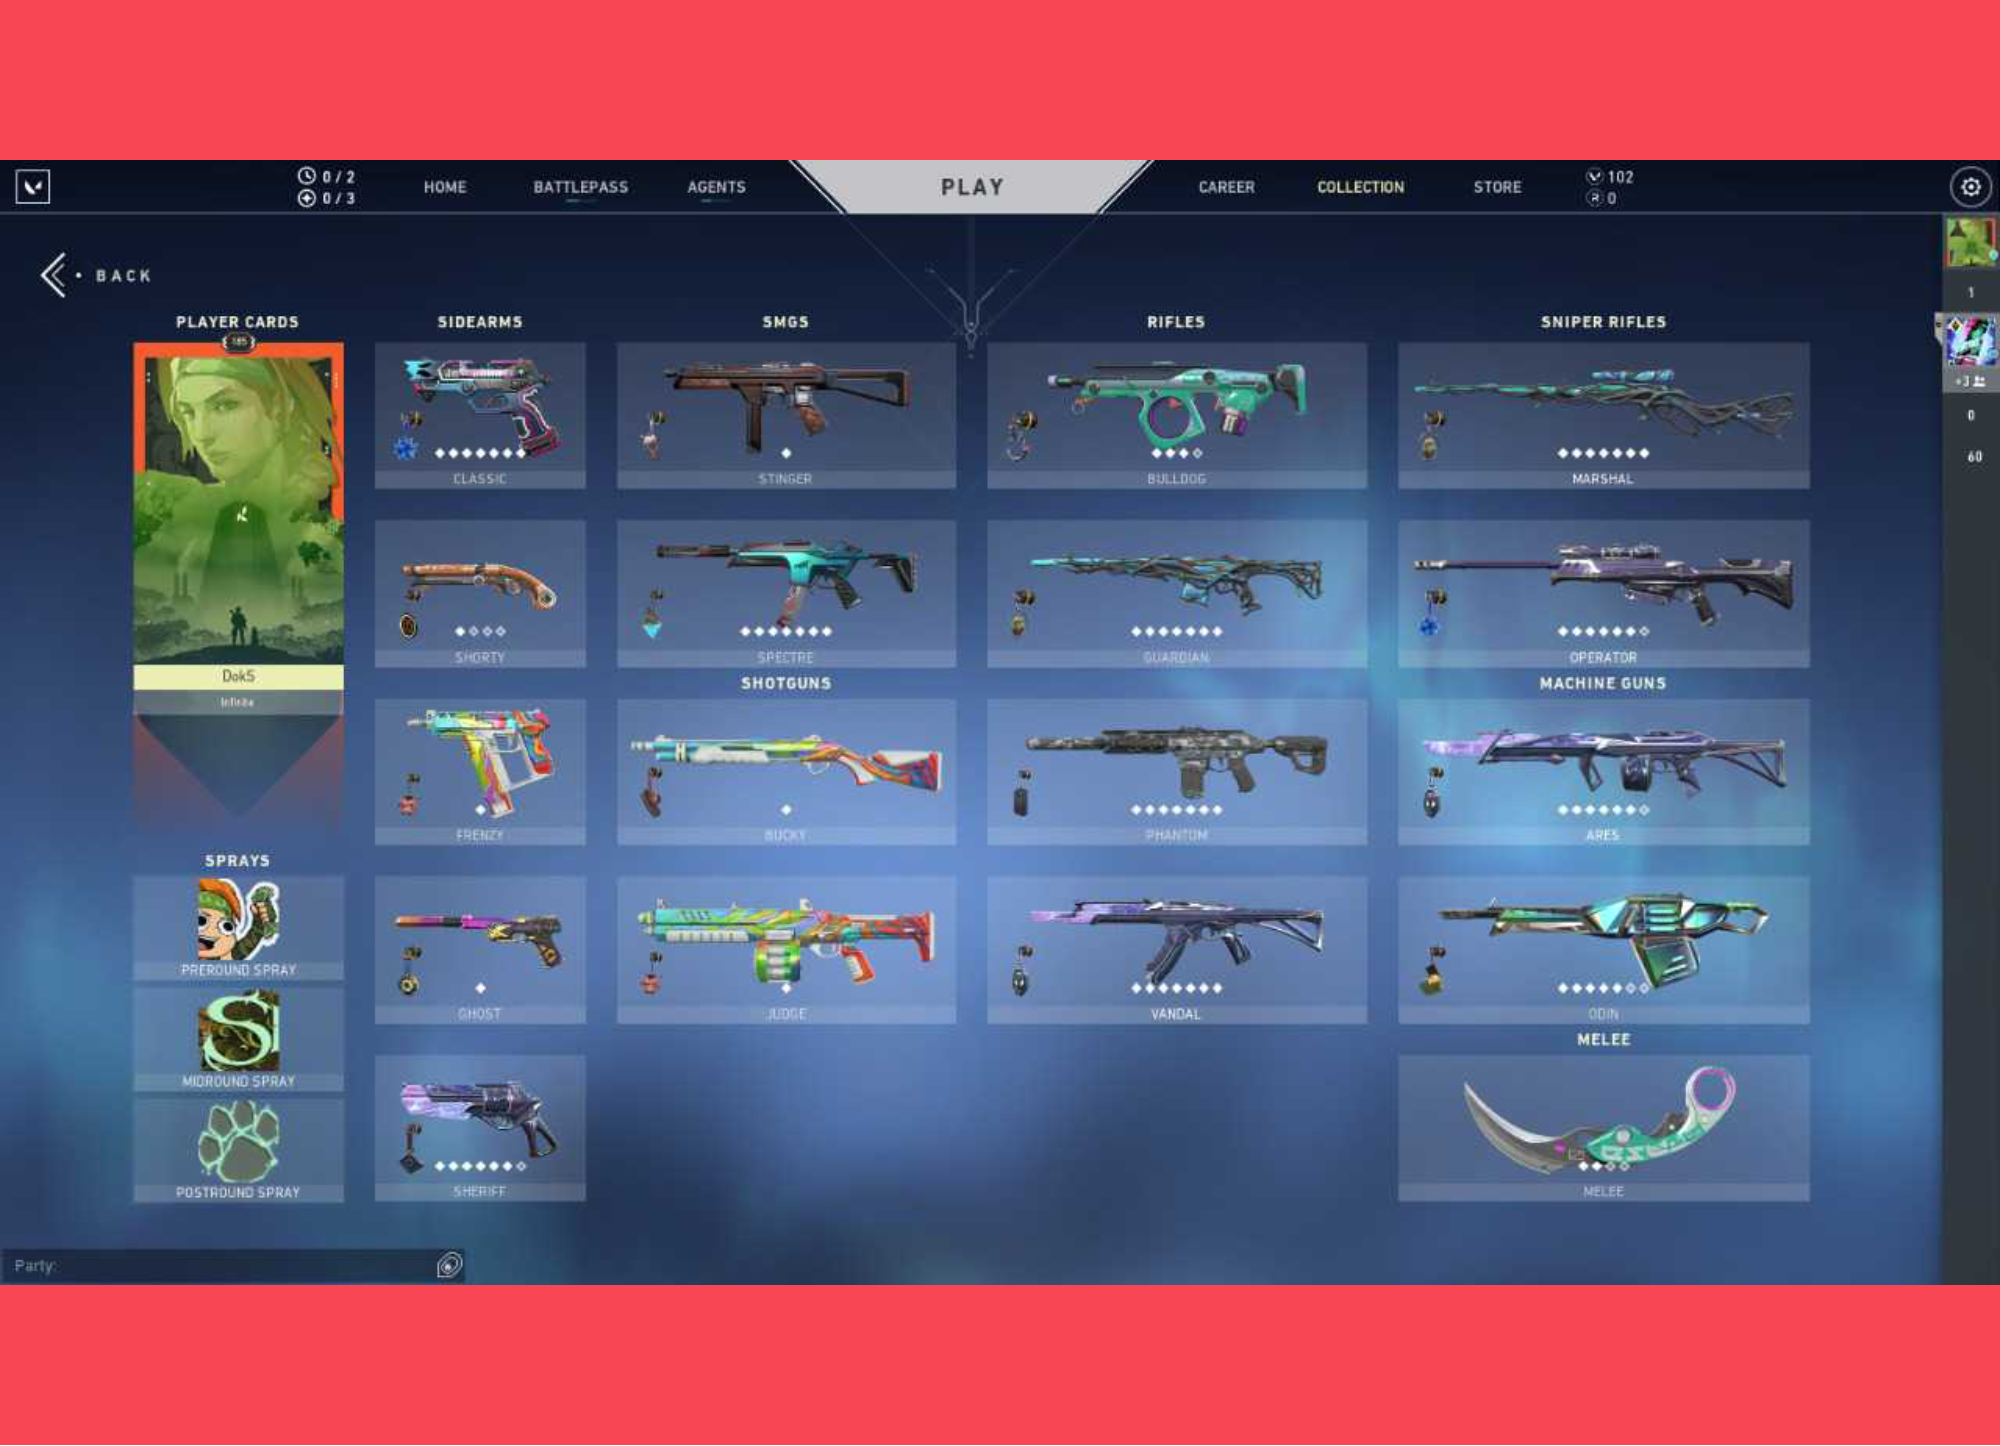 0 / 2
0 / 3
HOME
BATTLEPASS
AGENTS
PLAY
CAREER
COLLECTION
STORE
102
0
BACK
PLAYER CARDS
SIDEARMS
SMGS
RIFLES
SNIPER RIFLES
185
1
+3
0
60
CLASSIC
STINGER
BULLDOG
MARSHAL
SHORTY
SPECTRE
GUARDIAN
OPERATOR
DokS
Infinite
SHOTGUNS
MACHINE GUNS
FRENZY
BUCKY
PHANTOM
ARES
SPRAYS
PREROUND SPRAY
GHOST
JUDGE
VANDAL
ODIN
MELEE
MIDROUND SPRAY
POSTROUND SPRAY
SHERIFF
MELEE
Party: